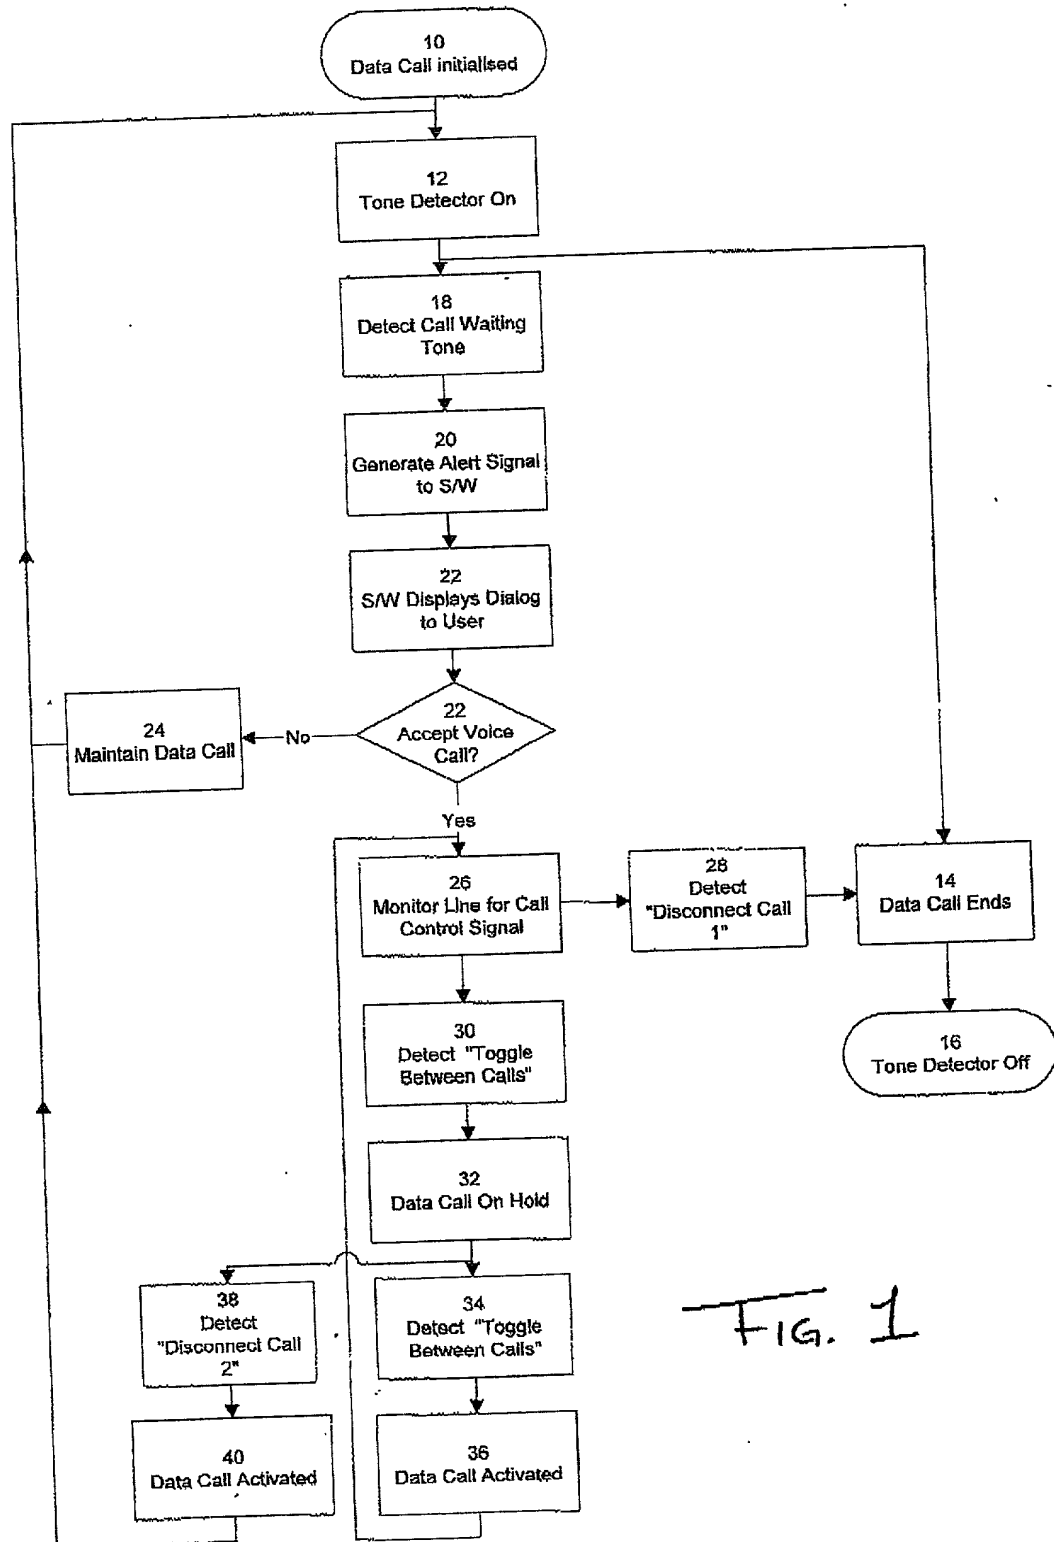 10
Data Call initialised
12
Tone Detector On
18
Detect Call Waiting
Tone
20
Generate Alert Signal
to S/W
22
S/W Displays Dialog
to User
22
Accept Voice
Call?
No
24
Maintain Data Call
Yes
26
Monitor Line for Call
Control Signal
28
Detect
"Disconnect Call
1"
14
Data Call Ends
16
Tone Detector Off
30
Detect "Toggle
Between Calls"
32
Data Call On Hold
38
Detect
"Disconnect Call
2"
34
Detect "Toggle
Between Calls"
40
Data Call Activated
36
Data Call Activated
FIG. 1